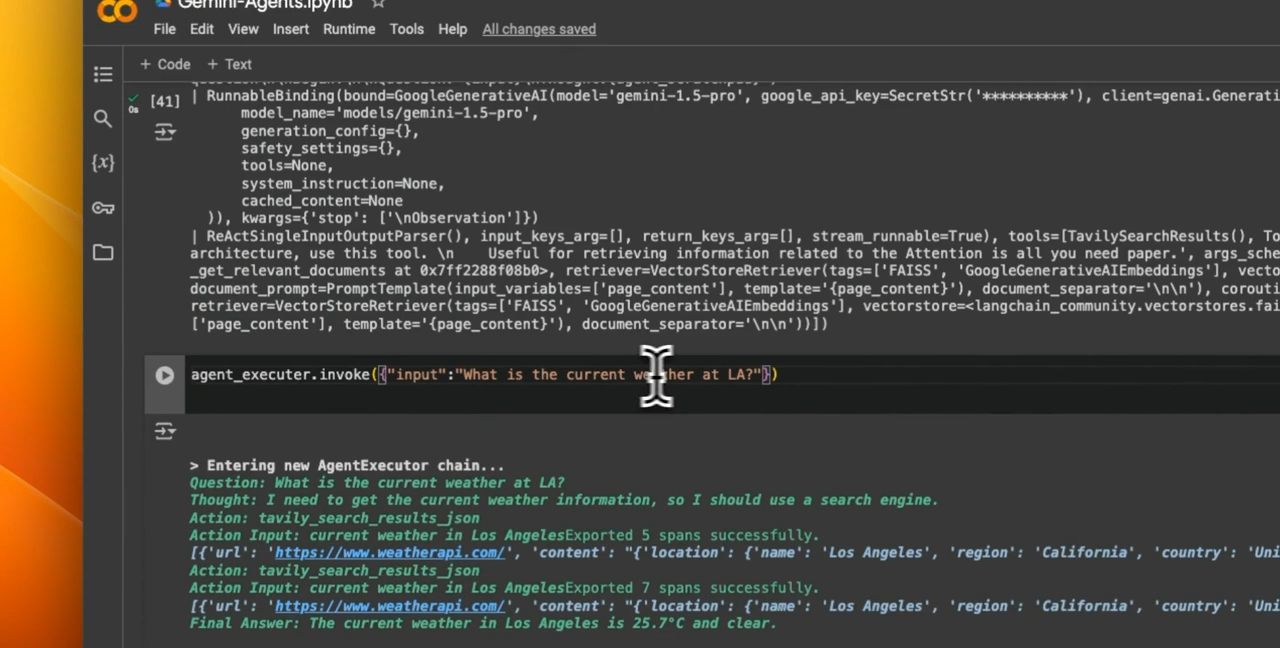 Gemini-Agents.ipynb
File Edit View Insert Runtime Tools Help All changes saved
+ Code + Text
[41]
0s
| RunnableBinding(bound=GoogleGenerativeAI(model='gemini-1.5-pro', google_api_key=SecretStr('**********'), client=genai.Generati
model_name='models/gemini-1.5-pro',
generation_config={},
safety_settings={},
tools=None,
system_instruction=None,
cached_content=None
)), kwargs={'stop': ['\nObservation']})
| ReActSingleInputOutputParser(), input_keys_arg=[], return_keys_arg=[], stream_runnable=True), tools=[TavilySearchResults(), To
architecture, use this tool. \n Useful for retrieving information related to the Attention is all you need paper.', args_sche
_get_relevant_documents at 0x7ff2288f08b0>, retriever=VectorStoreRetriever(tags=['FAISS', 'GoogleGenerativeAIEmbeddings'], vecto
document_prompt=PromptTemplate(input_variables=['page_content'], template='{page_content}'), document_separator='\n\n'), corouti
retriever=VectorStoreRetriever(tags=['FAISS', 'GoogleGenerativeAIEmbeddings'], vectorstore=<langchain_community.vectorstores.fai
['page_content'], template='{page_content}'), document_separator='\n\n'))])
agent_executer.invoke({"input":"What is the current weather at LA?"})
> Entering new AgentExecutor chain...
Question: What is the current weather at LA?
Thought: I need to get the current weather information, so I should use a search engine.
Action: tavily_search_results_json
Action Input: current weather in Los AngelesExported 5 spans successfully.
[{'url': 'https://www.weatherapi.com/', 'content': "{'location': {'name': 'Los Angeles', 'region': 'California', 'country': 'Uni
Action: tavily_search_results_json
Action Input: current weather in Los AngelesExported 7 spans successfully.
[{'url': 'https://www.weatherapi.com/', 'content': "{'location': {'name': 'Los Angeles', 'region': 'California', 'country': 'Uni
Final Answer: The current weather in Los Angeles is 25.7°C and clear.